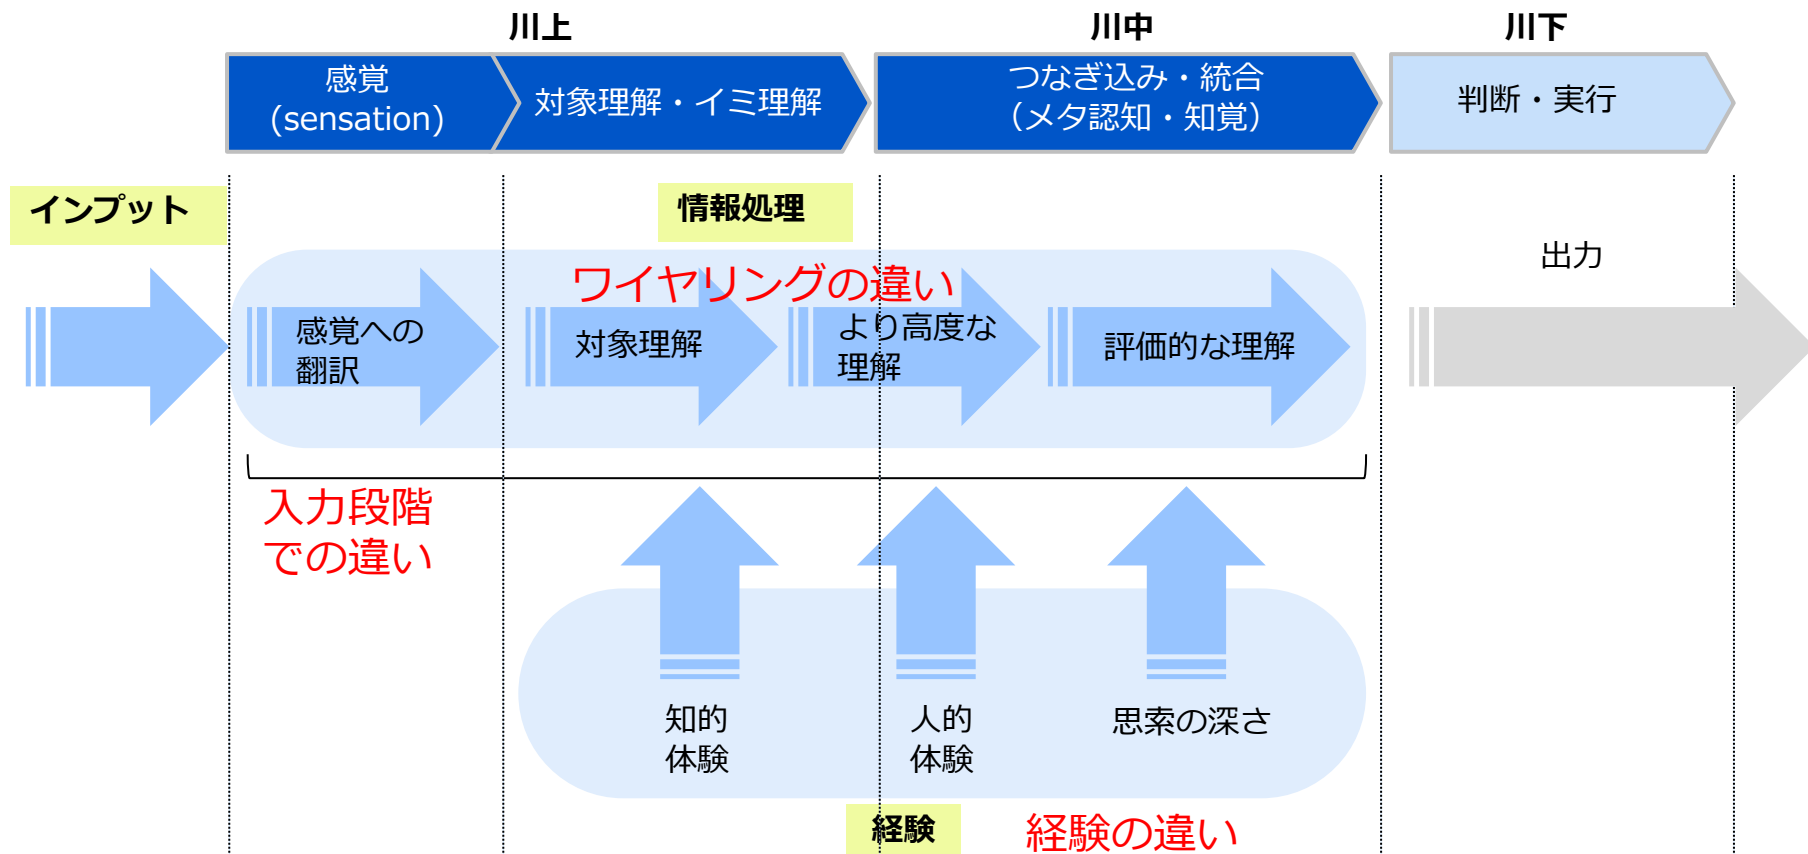 川上
川中
川下
感覚
(sensation)
対象理解・イミ理解
つなぎ込み・統合
（メタ認知・知覚）
判断・実行
インプット
情報処理
出力
ワイヤリングの違い
感覚への
翻訳
対象理解
より高度な
理解
評価的な理解
入力段階
での違い
知的
体験
人的
体験
思索の深さ
経験
経験の違い